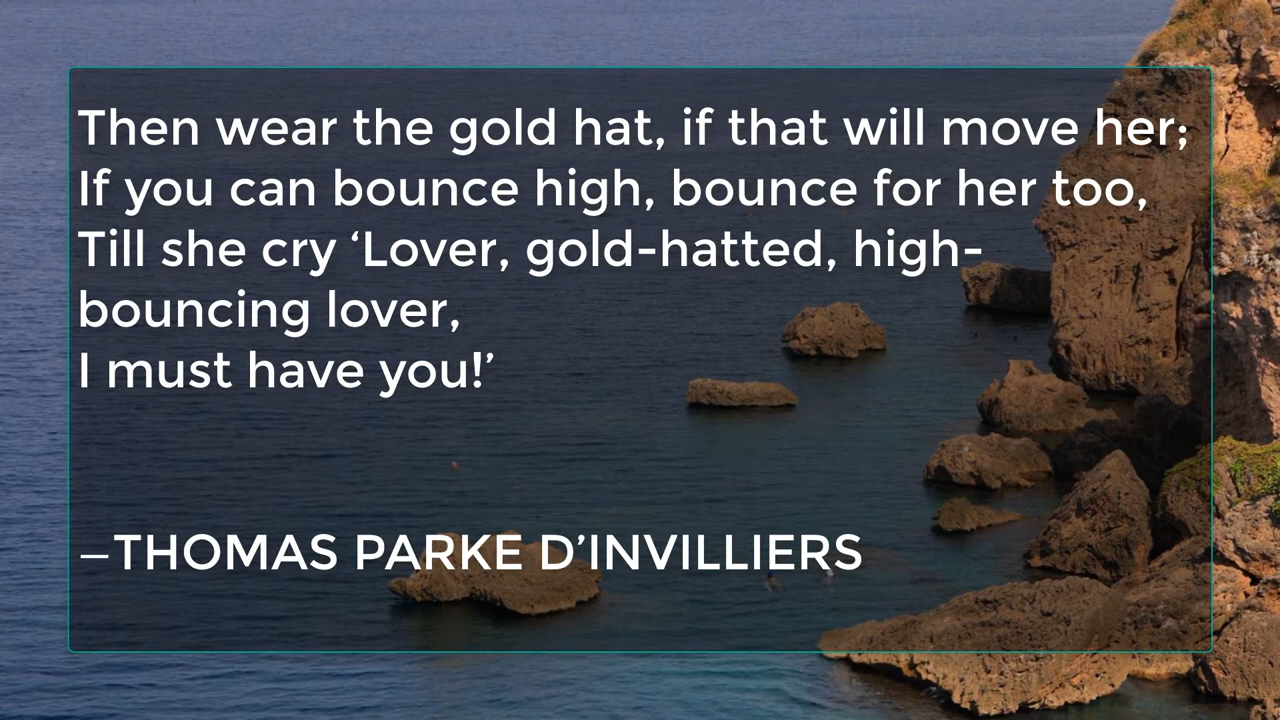 Then wear the gold hat, if that will move her;
If you can bounce high, bounce for her too,
Till she cry ‘Lover, gold-hatted, high-
bouncing lover,
I must have you!’
—THOMAS PARKE D’INVILLIERS